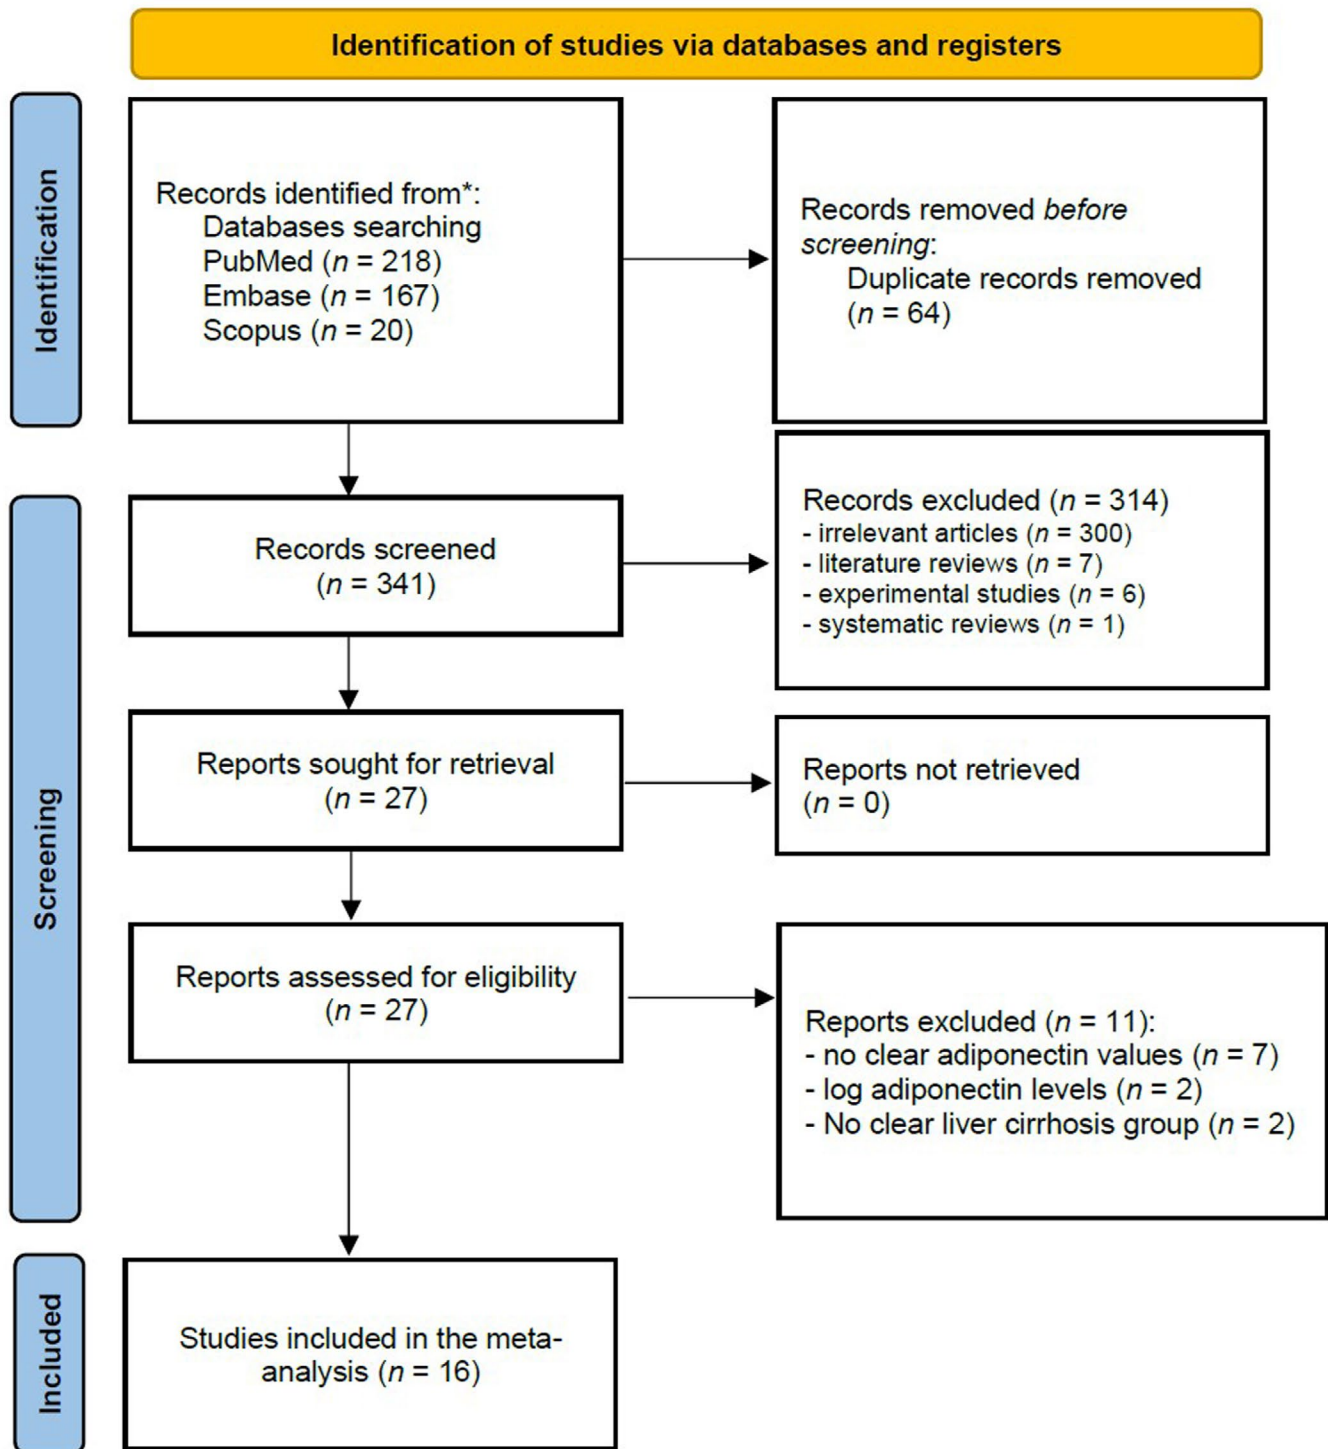 Identification of studies via databases and registers
Identification
Records identified from*:
Databases searching
PubMed (n = 218)
Embase (n = 167)
Scopus (n = 20)
Records removed before
screening:
Duplicate records removed
(n = 64)
Screening
Records screened
(n = 341)
Records excluded (n = 314)
- irrelevant articles (n = 300)
- literature reviews (n = 7)
- experimental studies (n = 6)
- systematic reviews (n = 1)
Reports sought for retrieval
(n = 27)
Reports not retrieved
(n = 0)
Reports assessed for eligibility
(n = 27)
Reports excluded (n = 11):
- no clear adiponectin values (n = 7)
- log adiponectin levels (n = 2)
- No clear liver cirrhosis group (n = 2)
Included
Studies included in the meta-
analysis (n = 16)